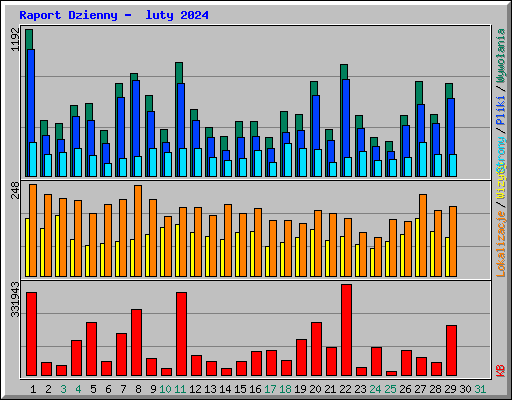 Raport Dzienny - luty 2024
1192
Lokalizacje / Wizyty
Strony / Pliki / Wywolania
248
331943
KB
1 2 3 4 5 6 7 8 9 10 11 12 13 14 15 16 17 18 19 20 21 22 23 24 25 26 27 28 29 30 31